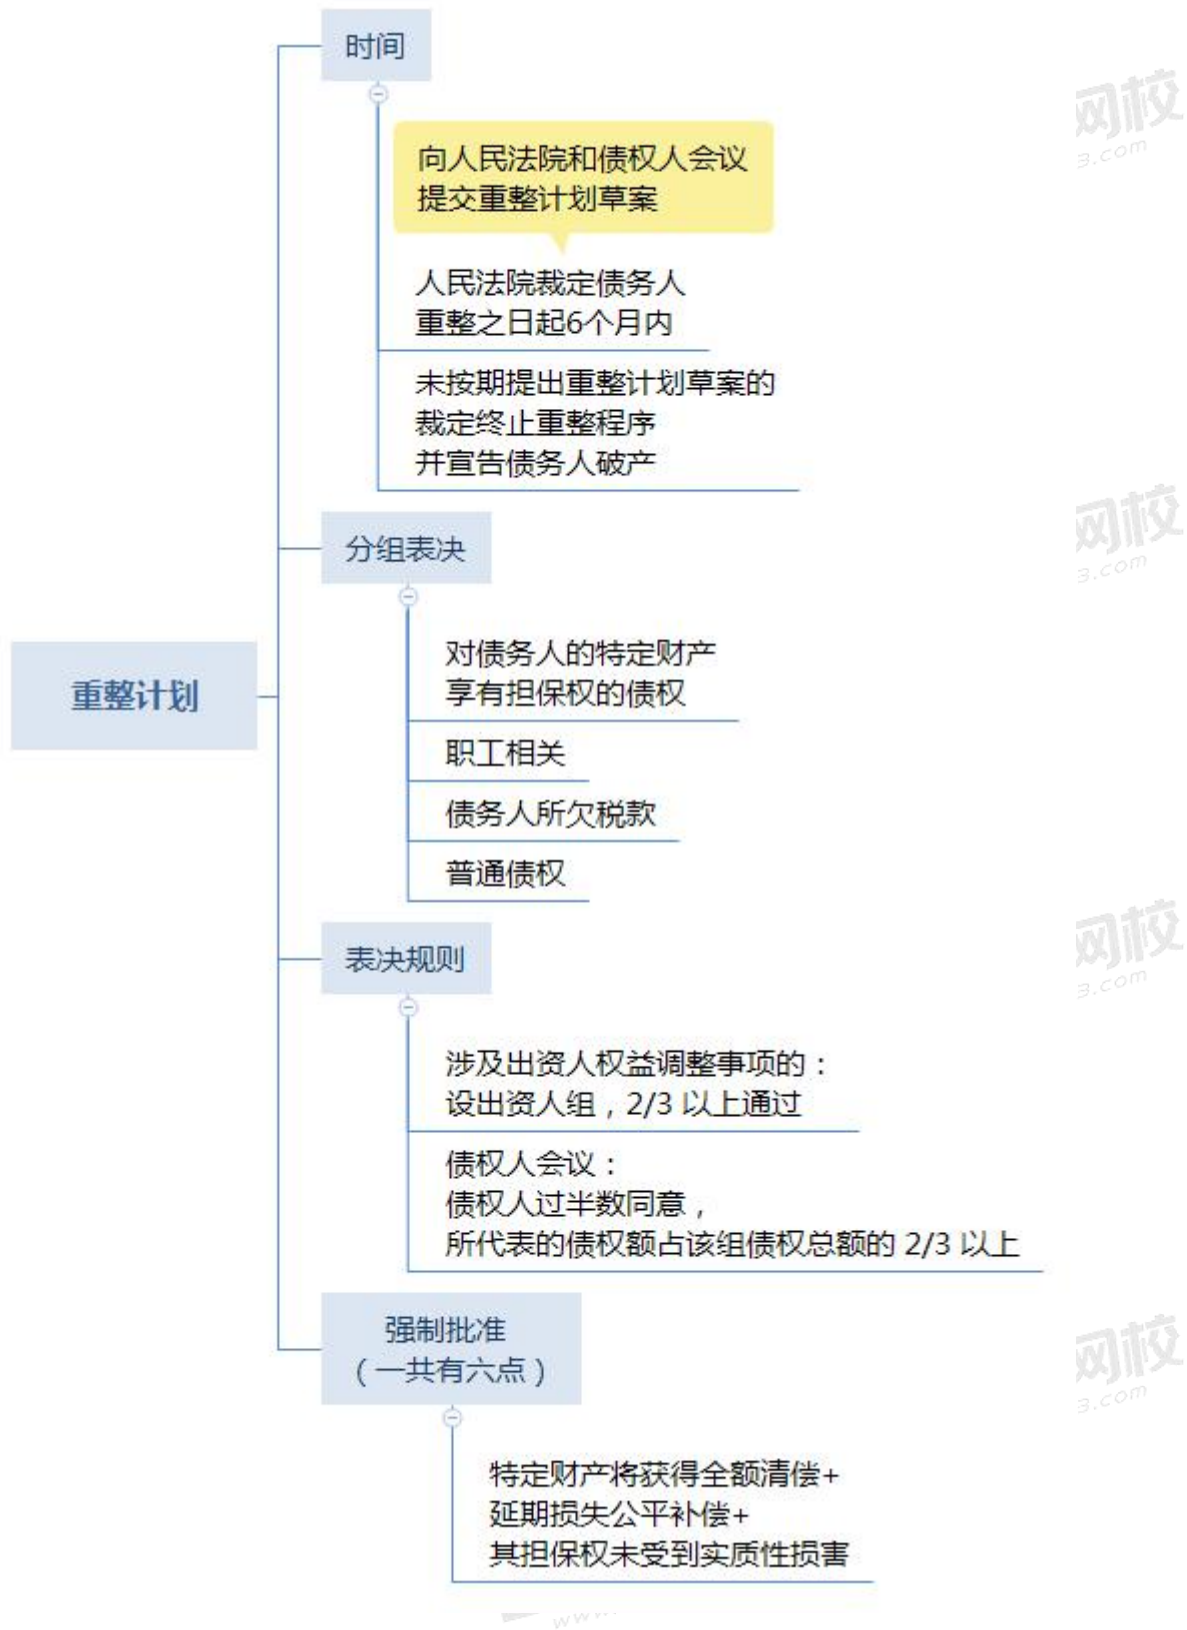 时间
向人民法院和债权人会议
提交重整计划草案
人民法院裁定债务人
重整之日起6个月内
未按期提出重整计划草案的
裁定终止重整程序
并宣告债务人破产
分组表决
对债务人的特定财产
享有担保权的债权
重整计划
职工相关
债务人所欠税款
普通债权
表决规则
涉及出资人权益调整事项的：
设出资人组，2/3 以上通过
债权人会议：
债权人过半数同意，
所代表的债权额占该组债权总额的 2/3 以上
强制批准
（一共有六点）
特定财产将获得全额清偿+
延期损失公平补偿+
其担保权未受到实质性损害
网校
3.com
网校
3.com
网校
3.com
网校
3.com
www.